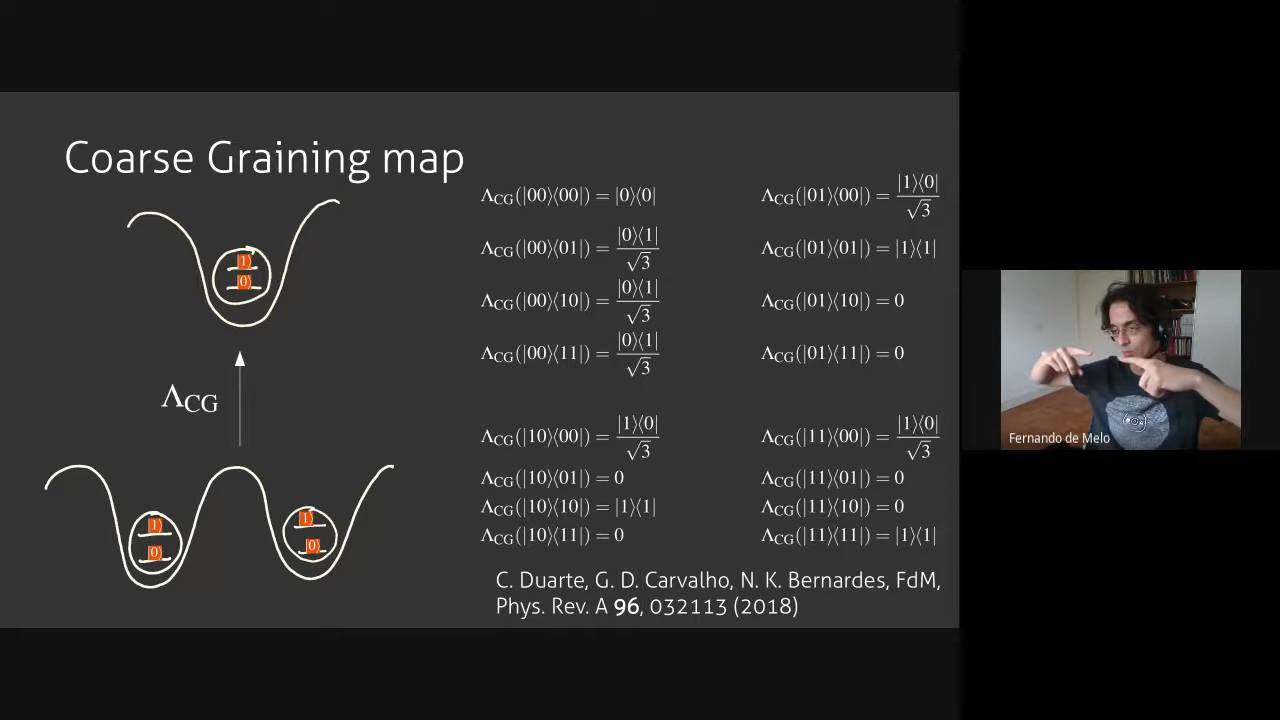 Coarse Graining map
|1⟩
|0⟩
Λ_CG
|1⟩
|0⟩
|1⟩
|0⟩
Λ_CG(|00⟩⟨00|) = |0⟩⟨0|
Λ_CG(|00⟩⟨01|) = |0⟩⟨1|/√3
Λ_CG(|00⟩⟨10|) = |0⟩⟨1|/√3
Λ_CG(|00⟩⟨11|) = |0⟩⟨1|/√3
Λ_CG(|01⟩⟨00|) = |1⟩⟨0|/√3
Λ_CG(|01⟩⟨01|) = |1⟩⟨1|
Λ_CG(|01⟩⟨10|) = 0
Λ_CG(|01⟩⟨11|) = 0
Λ_CG(|10⟩⟨00|) = |1⟩⟨0|/√3
Λ_CG(|10⟩⟨01|) = 0
Λ_CG(|10⟩⟨10|) = |1⟩⟨1|
Λ_CG(|10⟩⟨11|) = 0
Λ_CG(|11⟩⟨00|) = |1⟩⟨0|/√3
Λ_CG(|11⟩⟨01|) = 0
Λ_CG(|11⟩⟨10|) = 0
Λ_CG(|11⟩⟨11|) = |1⟩⟨1|
C. Duarte, G. D. Carvalho, N. K. Bernardes, FdM,
Phys. Rev. A 96, 032113 (2018)
Fernando de Melo